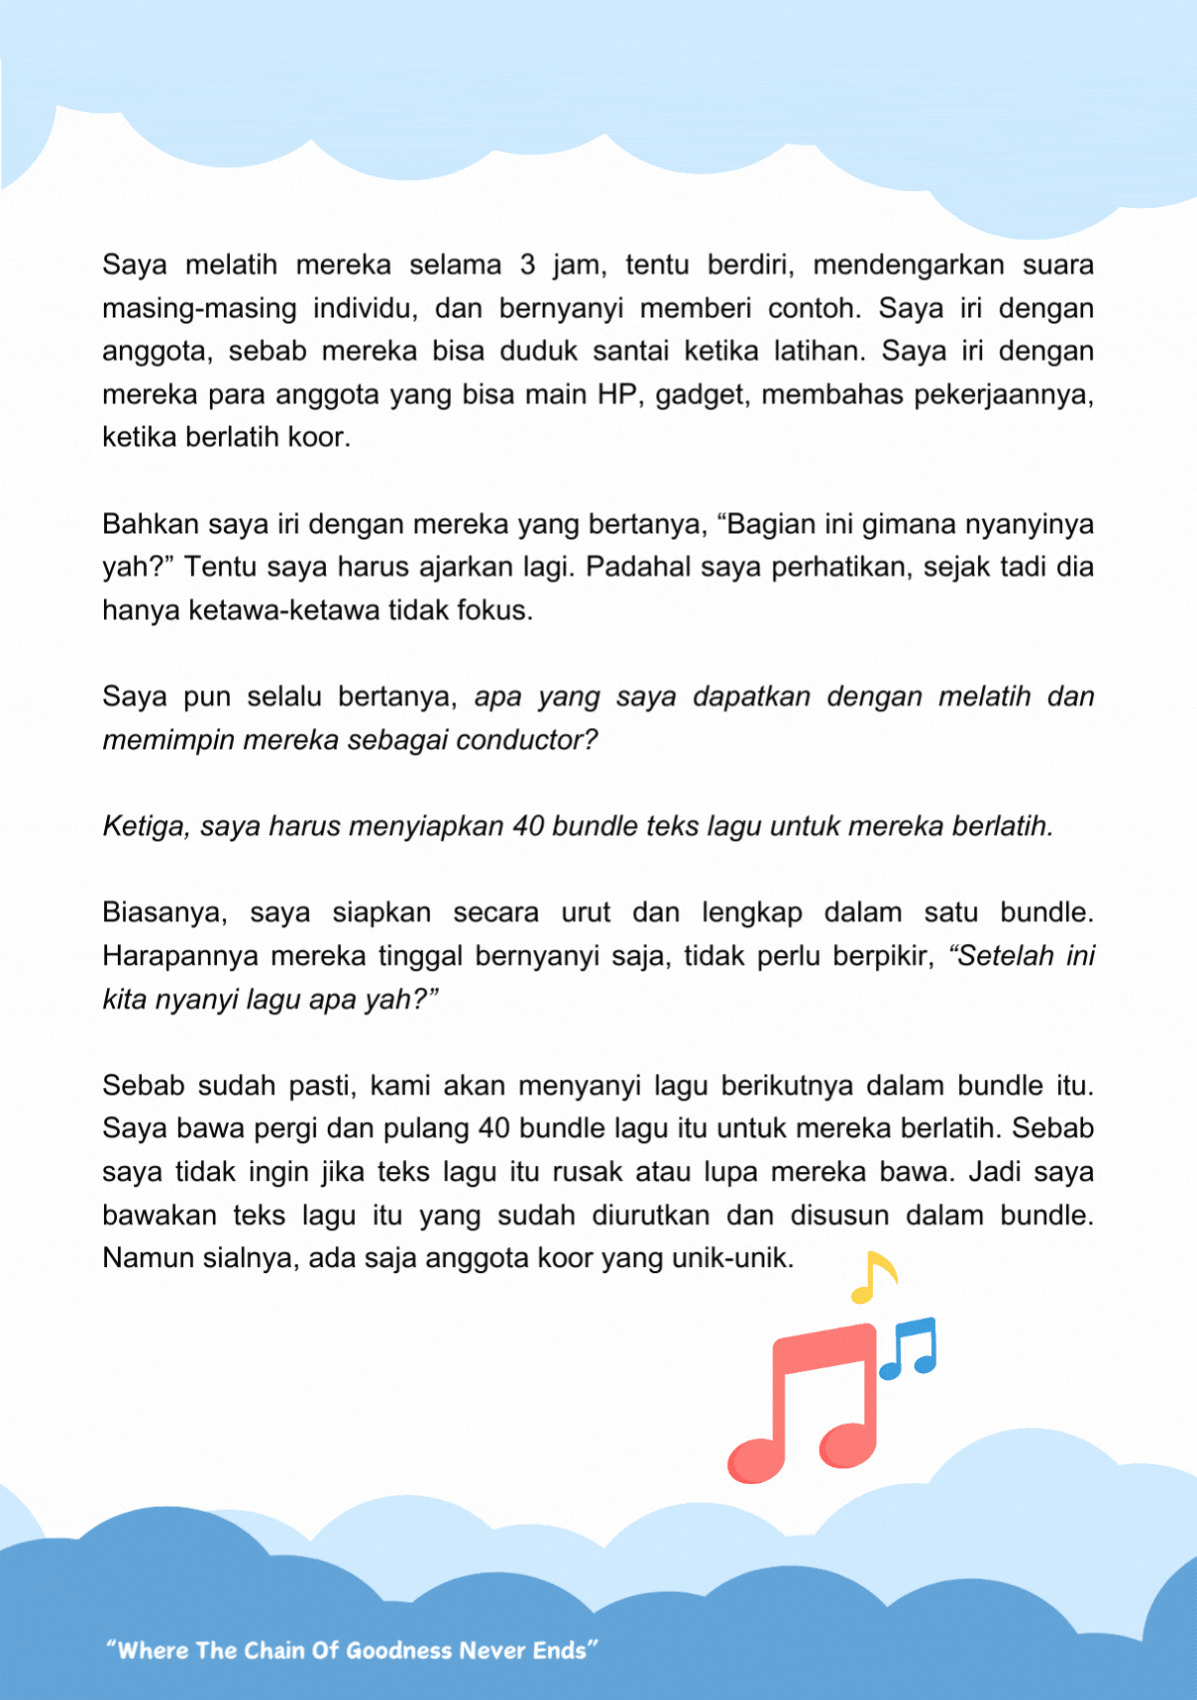 Saya melatih mereka selama 3 jam, tentu berdiri, mendengarkan suara
masing-masing individu, dan bernyanyi memberi contoh. Saya iri dengan
anggota, sebab mereka bisa duduk santai ketika latihan. Saya iri dengan
mereka para anggota yang bisa main HP, gadget, membahas pekerjaannya,
ketika berlatih koor.
Bahkan saya iri dengan mereka yang bertanya, “Bagian ini gimana nyanyinya
yah?” Tentu saya harus ajarkan lagi. Padahal saya perhatikan, sejak tadi dia
hanya ketawa-ketawa tidak fokus.
Saya pun selalu bertanya, apa yang saya dapatkan dengan melatih dan
memimpin mereka sebagai conductor?
Ketiga, saya harus menyiapkan 40 bundle teks lagu untuk mereka berlatih.
Biasanya, saya siapkan secara urut dan lengkap dalam satu bundle.
Harapannya mereka tinggal bernyanyi saja, tidak perlu berpikir, “Setelah ini
kita nyanyi lagu apa yah?”
Sebab sudah pasti, kami akan menyanyi lagu berikutnya dalam bundle itu.
Saya bawa pergi dan pulang 40 bundle lagu itu untuk mereka berlatih. Sebab
saya tidak ingin jika teks lagu itu rusak atau lupa mereka bawa. Jadi saya
bawakan teks lagu itu yang sudah diurutkan dan disusun dalam bundle.
Namun sialnya, ada saja anggota koor yang unik-unik.
“Where The Chain Of Goodness Never Ends”